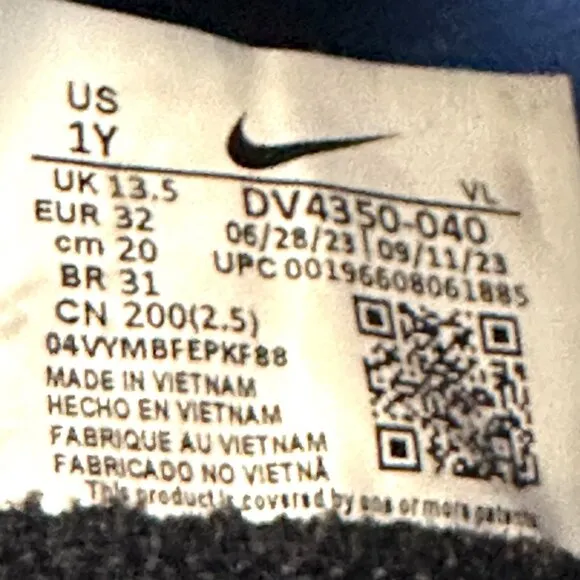 US
1Y
VL
UK 13.5
DV4350-040
EUR 32
06/28/23 | 09/11/23
cm 20
UPC 00196608061885
BR 31
CN 200(2.5)
04VYMBFEPKF88
MADE IN VIETNAM
HECHO EN VIETNAM
FABRIQUE AU VIETNAM
FABRICADO NO VIETNÃ
This product is covered by one or more patents